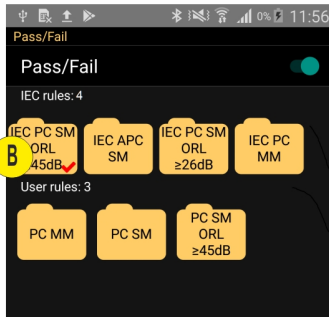 0% 11:56
Pass/Fail
Pass/Fail
IEC rules: 4
IEC PC SM
ORL
≥45dB
IEC APC
SM
IEC PC SM
ORL
≥26dB
IEC PC
MM
B
User rules: 3
PC MM
PC SM
PC SM
ORL
≥45dB